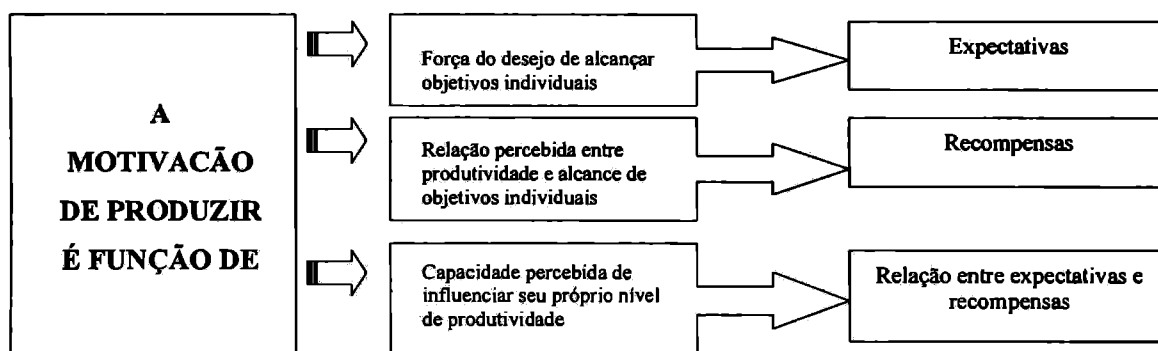 A
MOTIVACÃO
DE PRODUZIR
É FUNÇÃO DE
Força do desejo de alcançar
objetivos individuais
Expectativas
Relação percebida entre
produtividade e alcance de
objetivos individuais
Recompensas
Capacidade percebida de
influenciar seu próprio nível
de produtividade
Relação entre expectativas e
recompensas